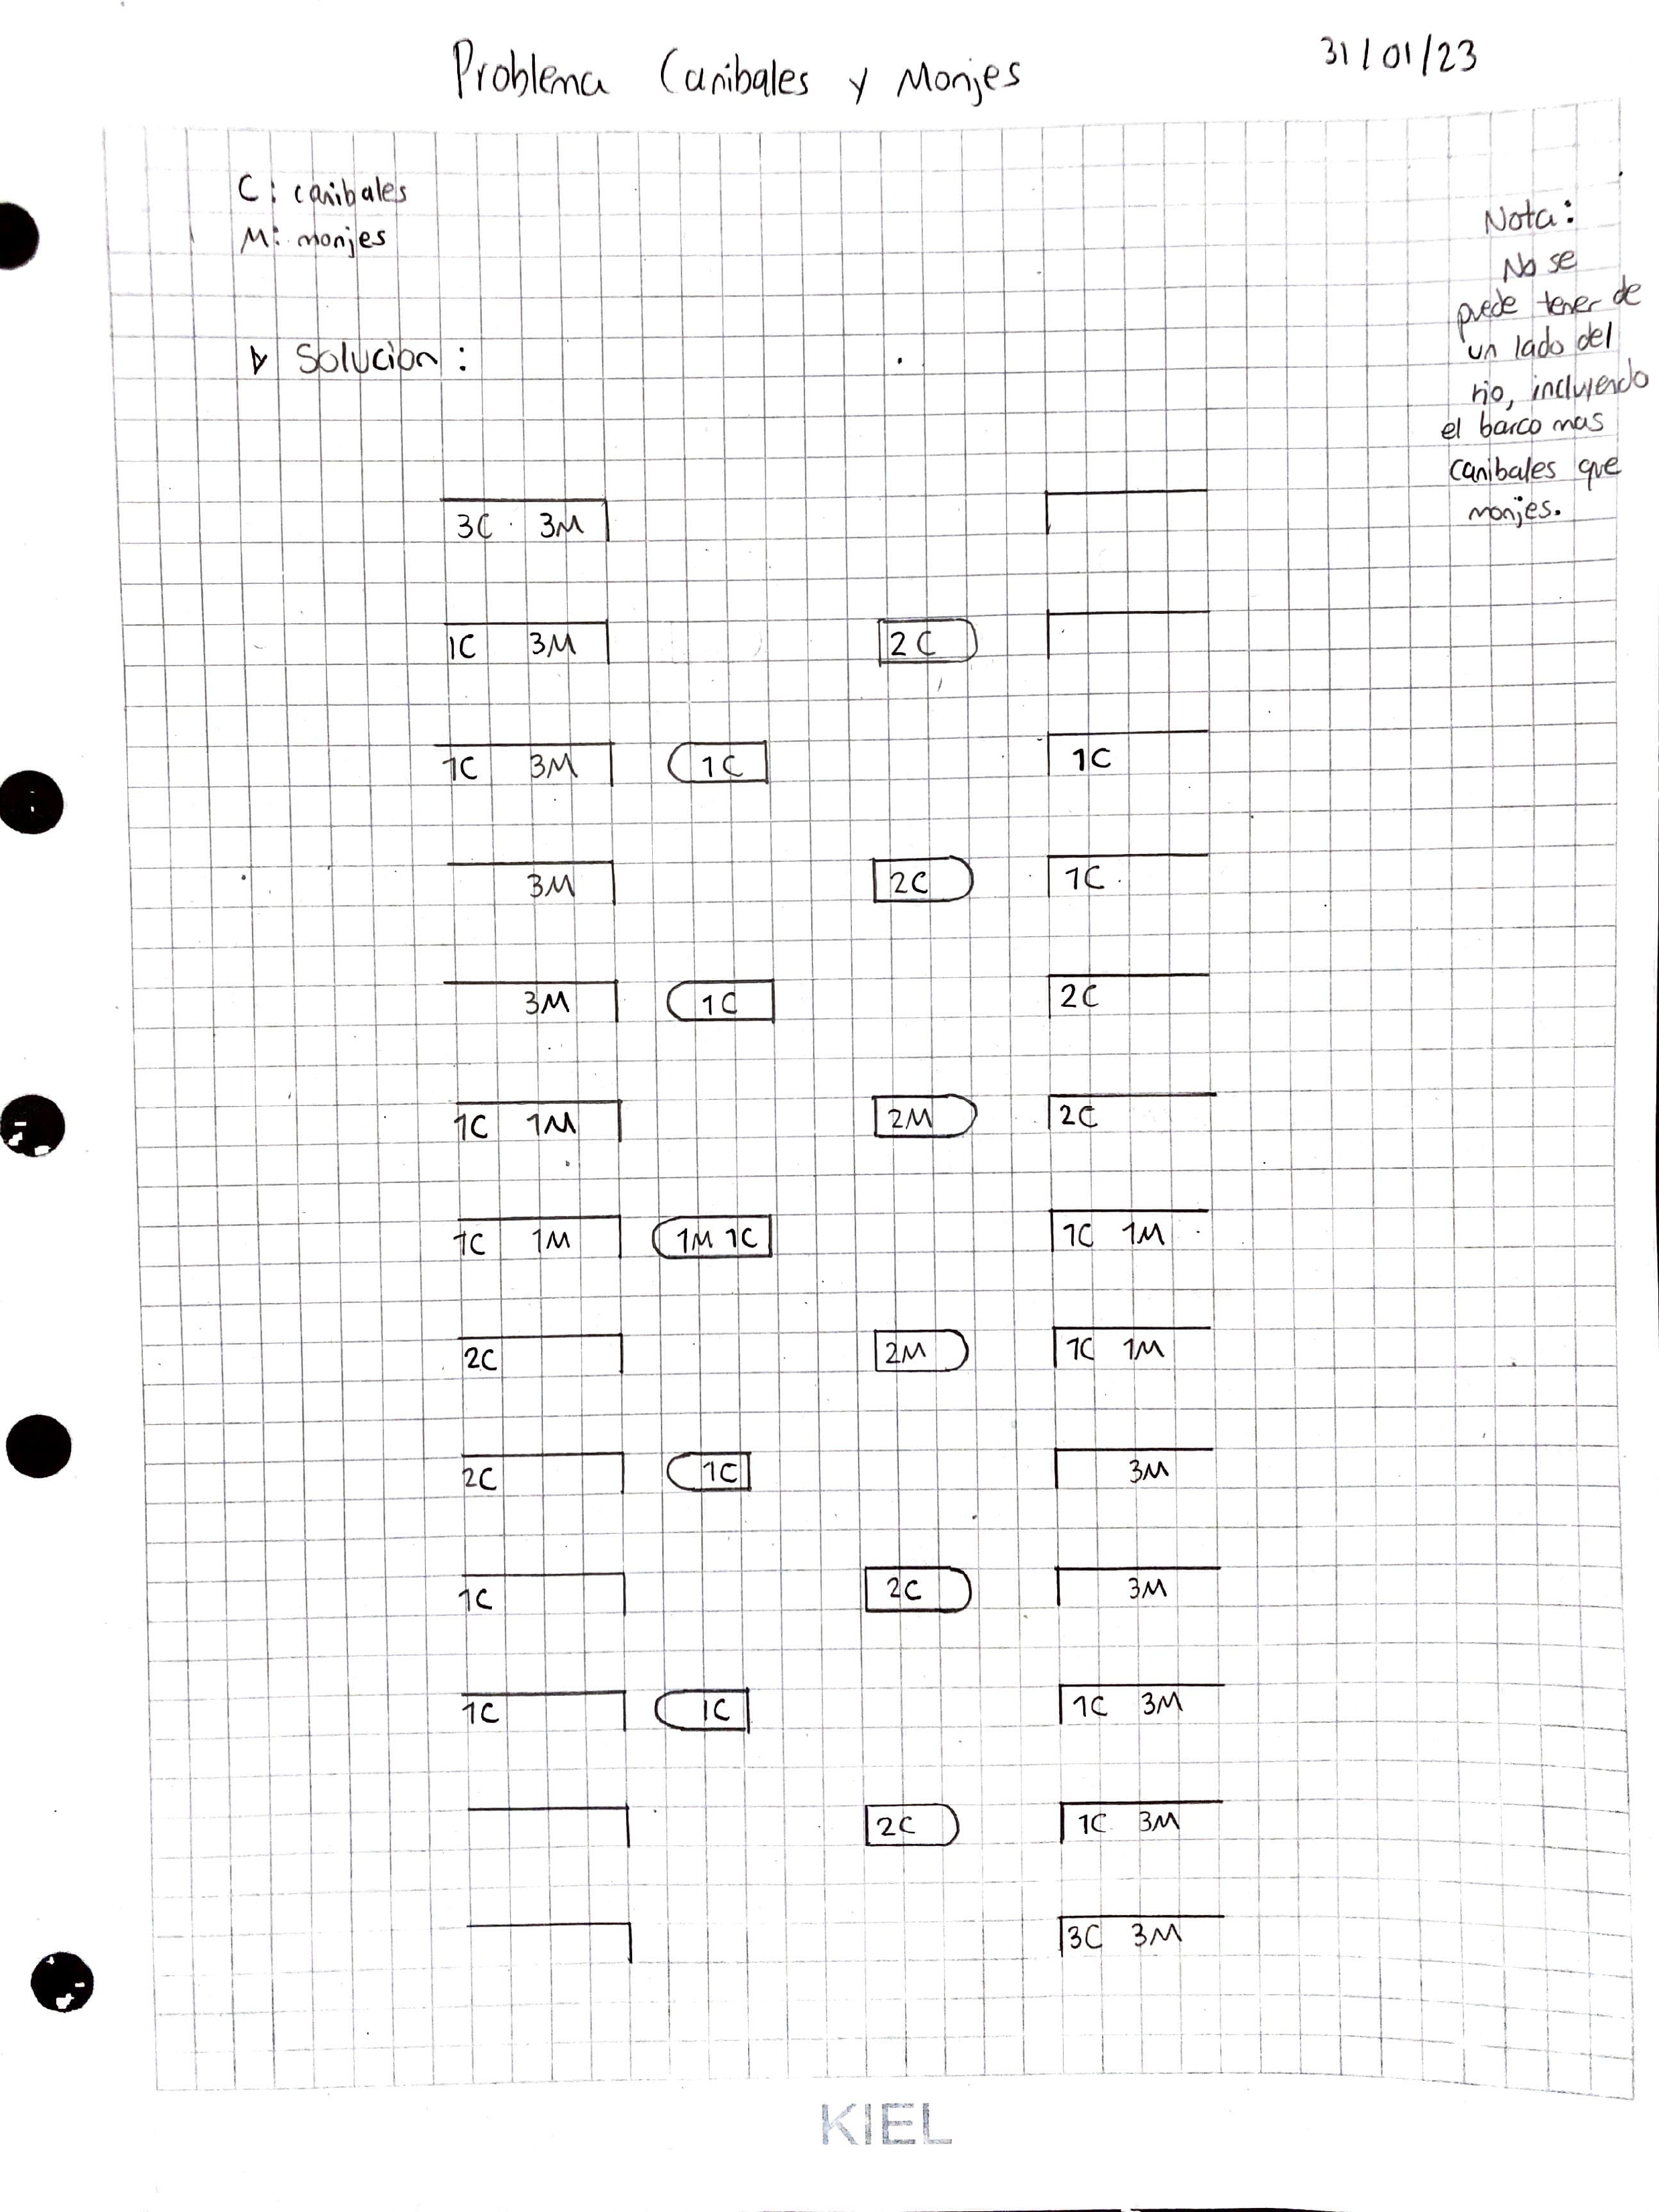 Problema Canibales y Monjes
31/01/23
C: canibales
M: monjes
Nota:
No se
puede tener de
un lado del
rio, incluyendo
el barco mas
canibales que
monjes.
Solucion:
3C 3M
1C 3M 2C
1C 3M 1C 1C
3M 2C 1C
3M 1C 2C
1C 1M 2M 2C
1C 1M 1M 1C 1C 1M
2C 2M 1C 1M
2C 1C 3M
1C 2C 3M
1C 1C 1C 3M
2C 1C 3M
3C 3M
KIEL